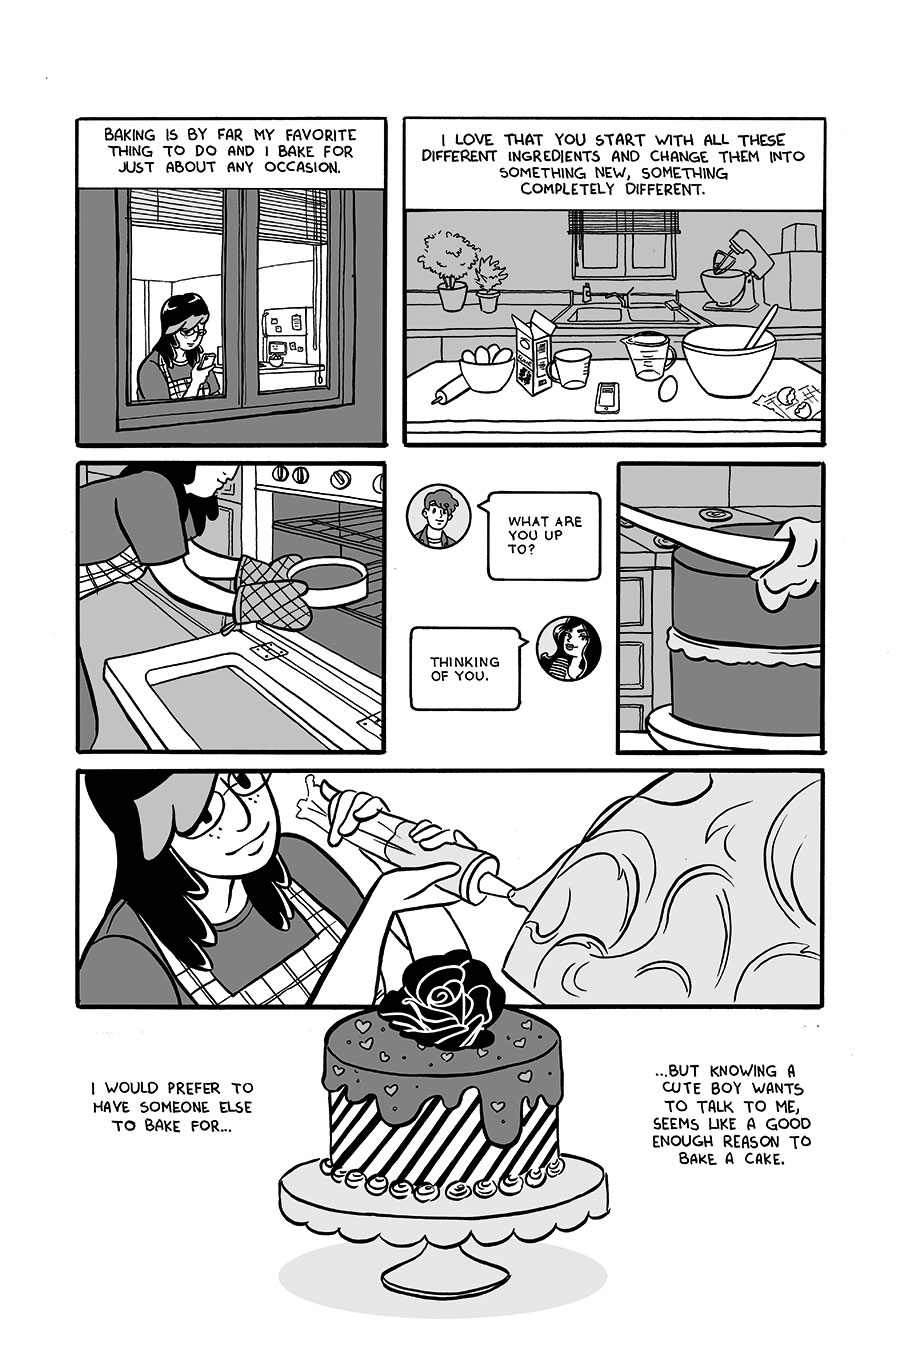 BAKING IS BY FAR MY FAVORITE
THING TO DO AND I BAKE FOR
JUST ABOUT ANY OCCASION.
I LOVE THAT YOU START WITH ALL THESE
DIFFERENT INGREDIENTS AND CHANGE THEM INTO
SOMETHING NEW, SOMETHING
COMPLETELY DIFFERENT.
WHAT ARE
YOU UP
TO?
THINKING
OF YOU.
I WOULD PREFER TO
HAVE SOMEONE ELSE
TO BAKE FOR...
...BUT KNOWING A
CUTE BOY WANTS
TO TALK TO ME,
SEEMS LIKE A GOOD
ENOUGH REASON TO
BAKE A CAKE.